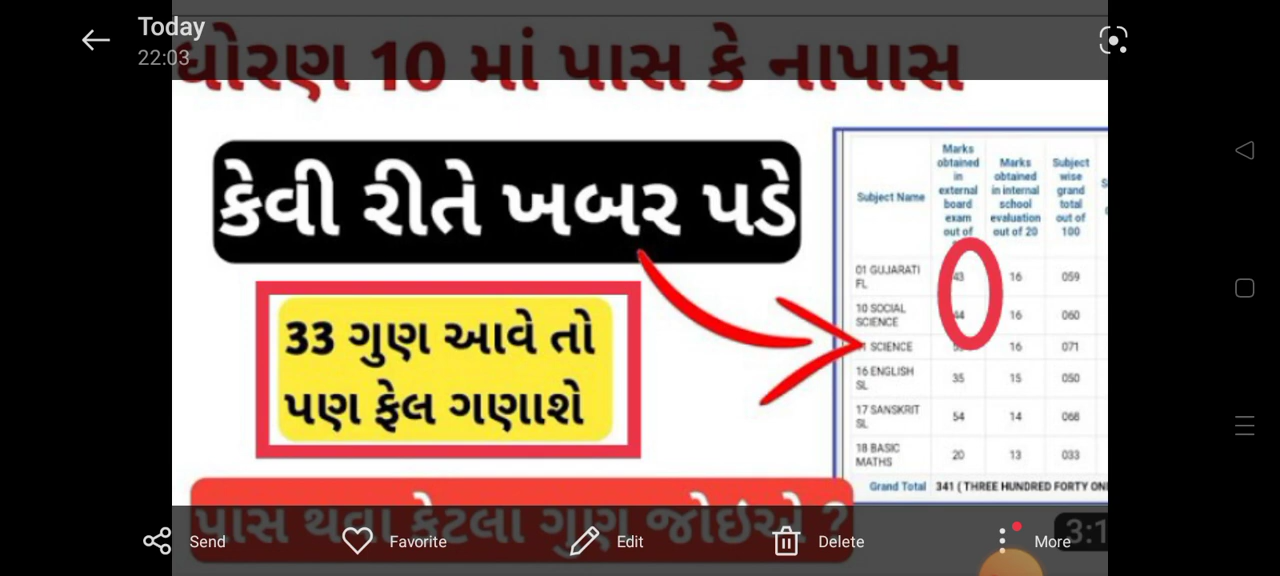 Today
22:03
ધોરણ 10 માં પાસ કે નાપાસ
કેવી રીતે ખબર પડે
33 ગુણ આવે તો
પણ ફેલ ગણાશે
Subject Name
Marks obtained in external board exam out of
Marks obtained in internal school evaluation out of 20
Subject wise grand total out of 100
01 GUJARATI FL 43 16 059
10 SOCIAL SCIENCE 44 16 060
SCIENCE 16 071
16 ENGLISH SL 35 15 050
17 SANSKRIT SL 54 14 068
18 BASIC MATHS 20 13 033
Grand Total 341 ( THREE HUNDRED FORTY
પાસ થવા કેટલા ગુણ જોઇએ ?
Send Favorite Edit Delete More